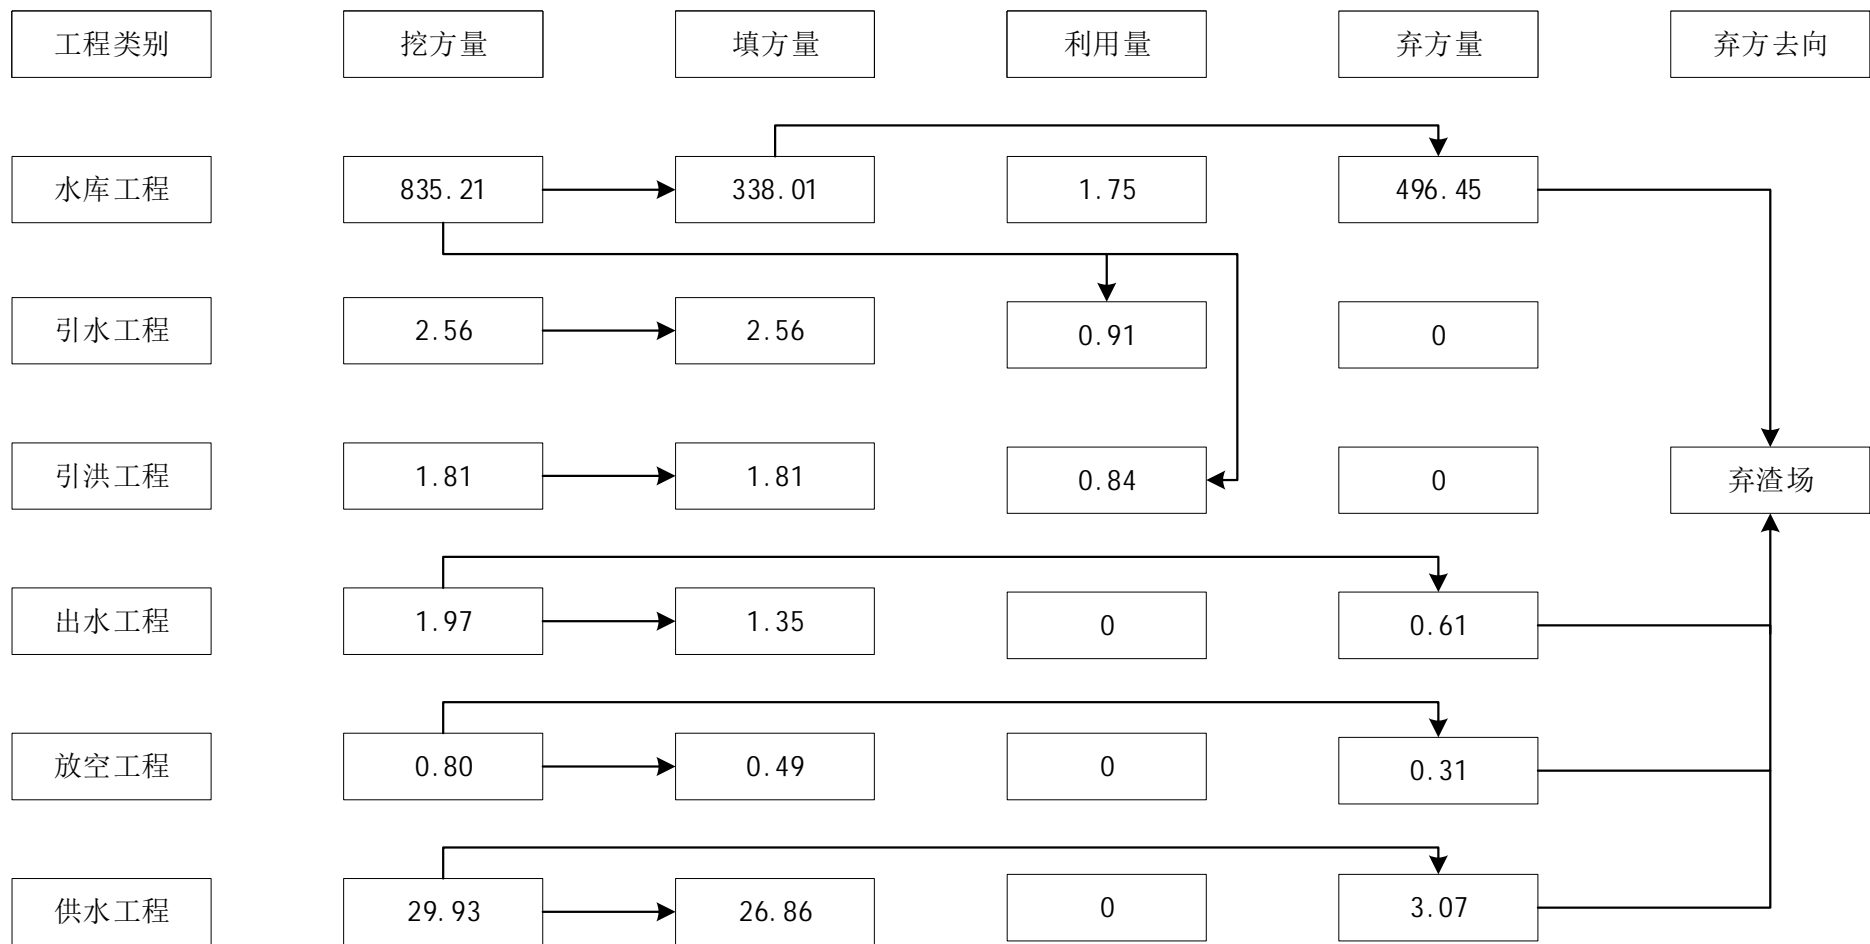 工程类别 挖方量 填方量 利用量 弃方量 弃方去向
水库工程 835.21 338.01 1.75 496.45
引水工程 2.56 2.56 0.91 0
引洪工程 1.81 1.81 0.84 0 弃渣场
出水工程 1.97 1.35 0 0.61
放空工程 0.80 0.49 0 0.31
供水工程 29.93 26.86 0 3.07